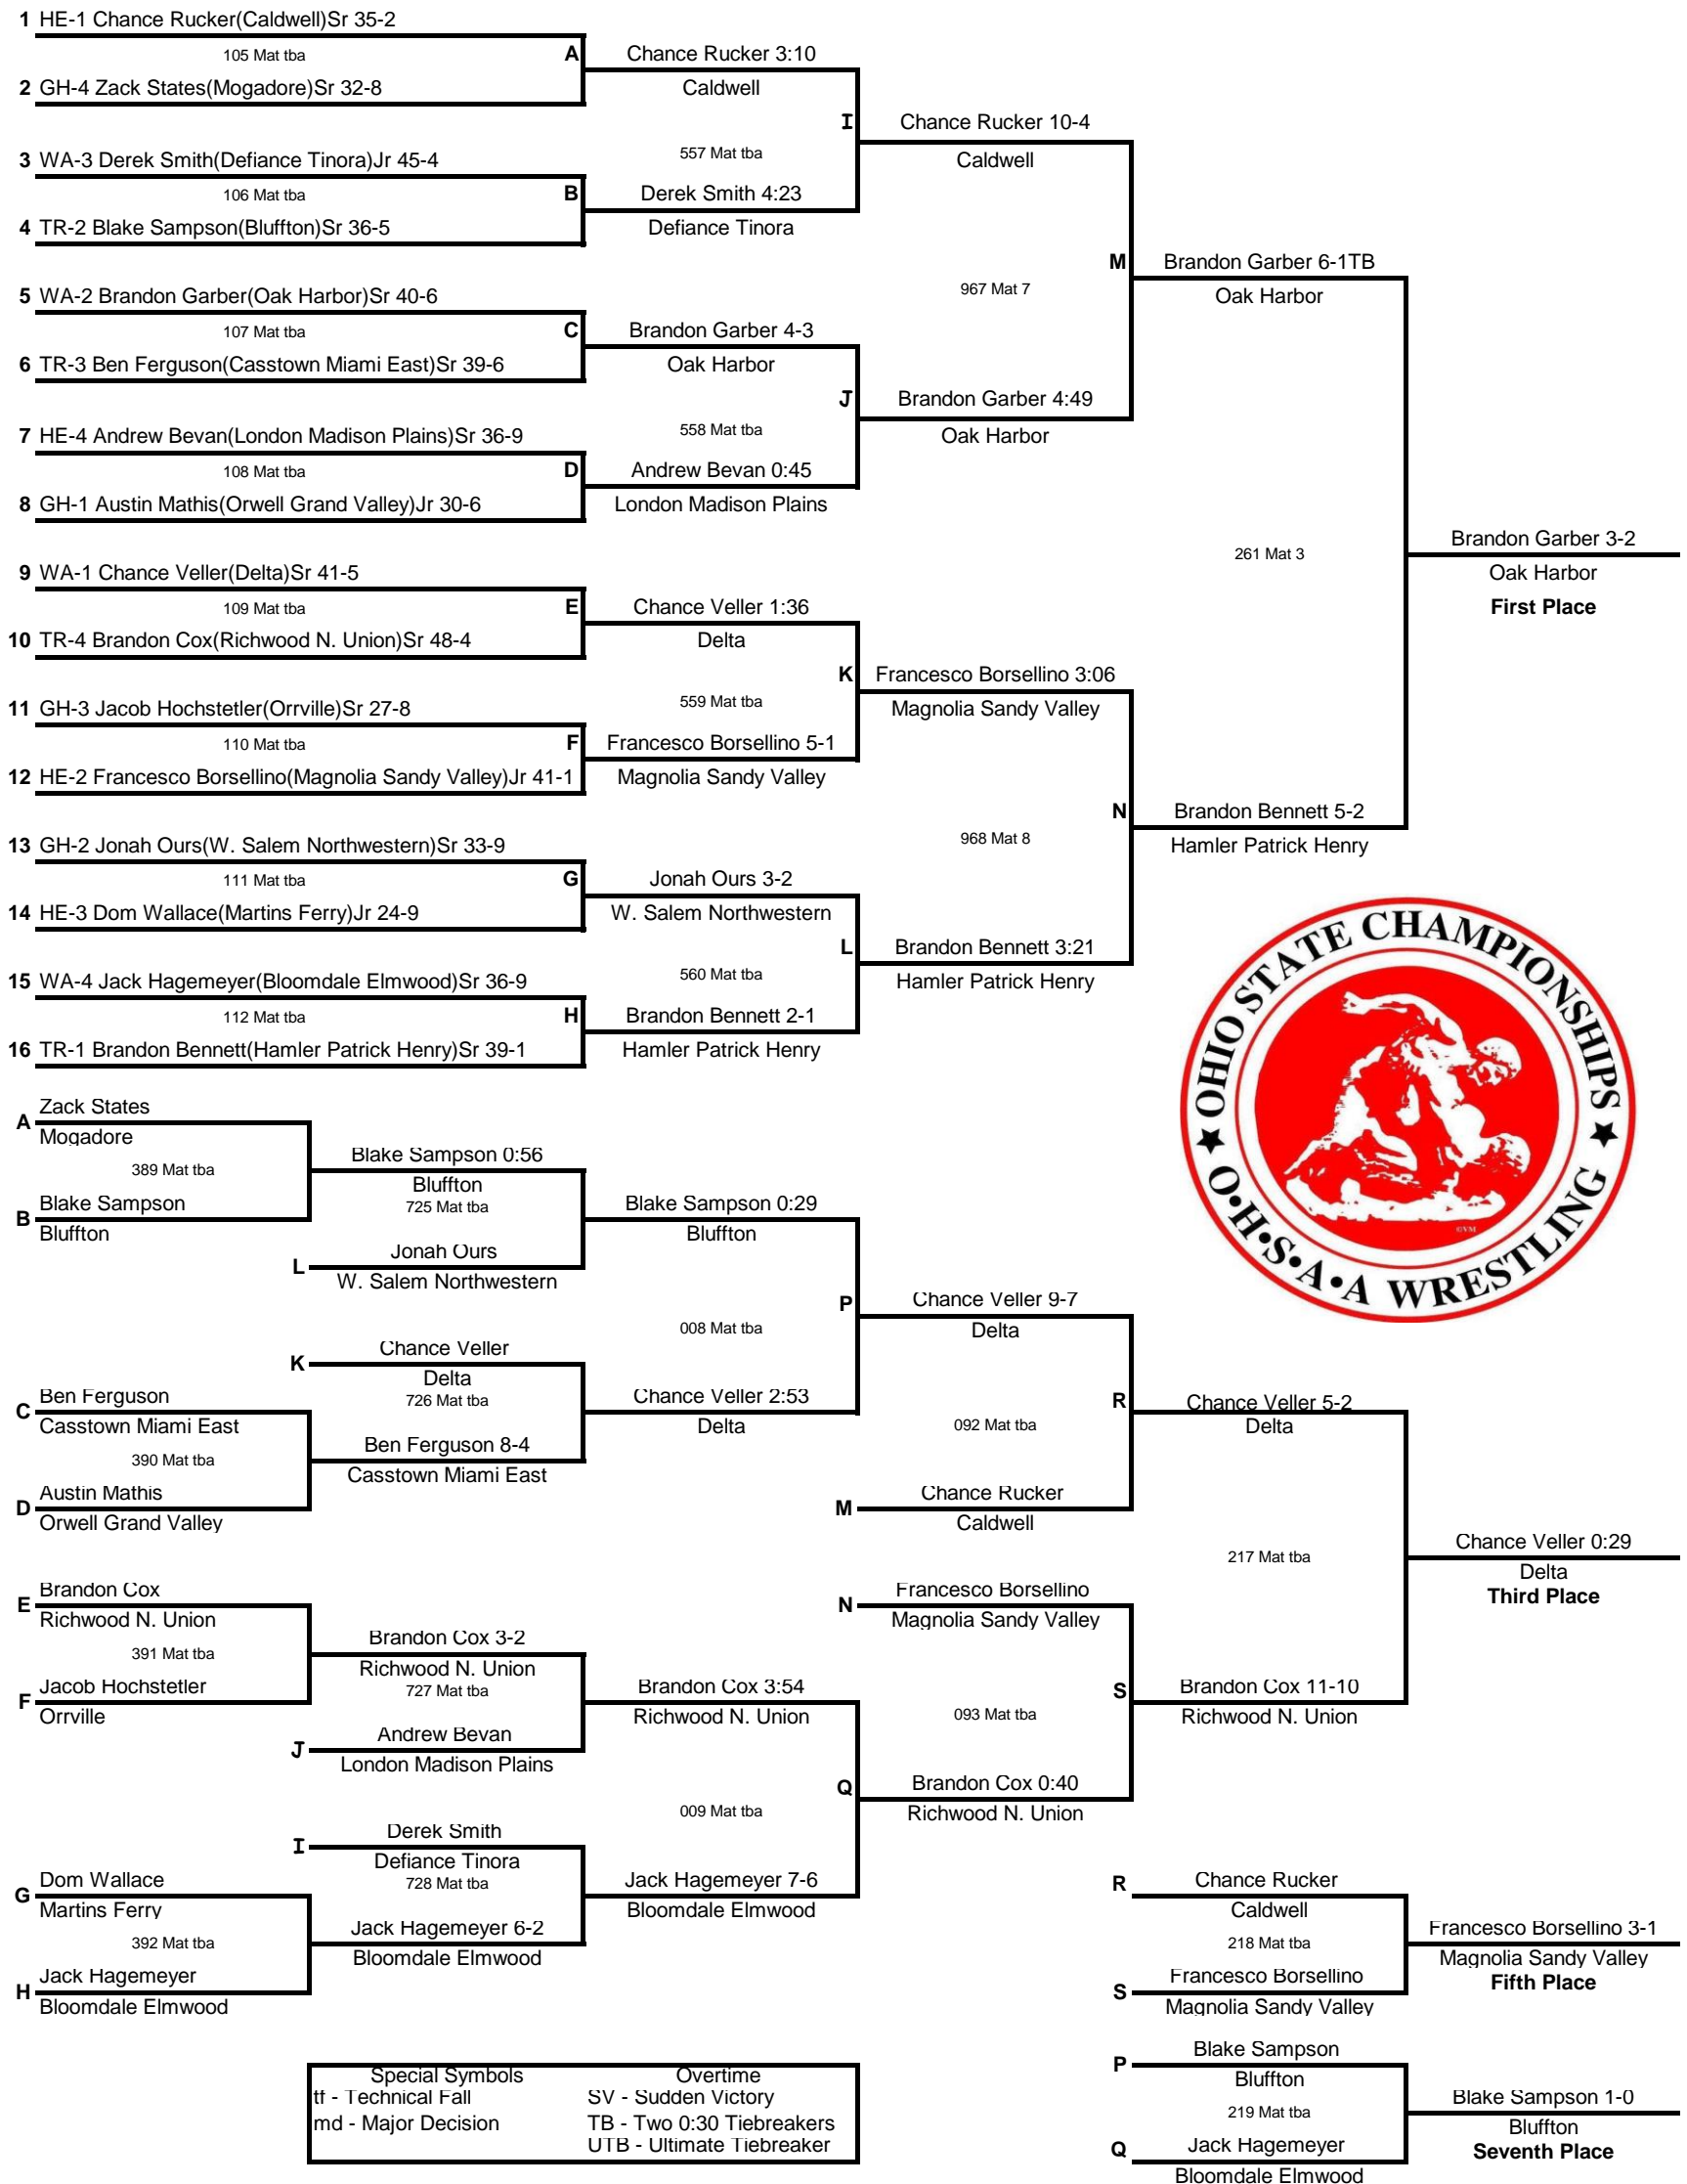 1 HE-1 Chance Rucker(Caldwell)Sr 35-2
105 Mat tba
A
2 GH-4 Zack States(Mogadore)Sr 32-8
Chance Rucker 3:10
Caldwell
3 WA-3 Derek Smith(Defiance Tinora)Jr 45-4
106 Mat tba
B
4 TR-2 Blake Sampson(Bluffton)Sr 36-5
557 Mat tba
Derek Smith 4:23
Defiance Tinora
I
Chance Rucker 10-4
Caldwell
5 WA-2 Brandon Garber(Oak Harbor)Sr 40-6
107 Mat tba
C
6 TR-3 Ben Ferguson(Casstown Miami East)Sr 39-6
Brandon Garber 4-3
Oak Harbor
7 HE-4 Andrew Bevan(London Madison Plains)Sr 36-9
108 Mat tba
D
8 GH-1 Austin Mathis(Orwell Grand Valley)Jr 30-6
558 Mat tba
Andrew Bevan 0:45
London Madison Plains
J
Brandon Garber 4:49
Oak Harbor
967 Mat 7
M
Brandon Garber 6-1TB
Oak Harbor
9 WA-1 Chance Veller(Delta)Sr 41-5
109 Mat tba
E
10 TR-4 Brandon Cox(Richwood N. Union)Sr 48-4
Chance Veller 1:36
Delta
11 GH-3 Jacob Hochstetler(Orrville)Sr 27-8
110 Mat tba
F
12 HE-2 Francesco Borsellino(Magnolia Sandy Valley)Jr 41-1
559 Mat tba
Francesco Borsellino 5-1
Magnolia Sandy Valley
K
Francesco Borsellino 3:06
Magnolia Sandy Valley
13 GH-2 Jonah Ours(W. Salem Northwestern)Sr 33-9
111 Mat tba
G
14 HE-3 Dom Wallace(Martins Ferry)Jr 24-9
Jonah Ours 3-2
W. Salem Northwestern
15 WA-4 Jack Hagemeyer(Bloomdale Elmwood)Sr 36-9
112 Mat tba
H
16 TR-1 Brandon Bennett(Hamler Patrick Henry)Sr 39-1
560 Mat tba
Brandon Bennett 2-1
Hamler Patrick Henry
L
Brandon Bennett 3:21
Hamler Patrick Henry
968 Mat 8
N
Brandon Bennett 5-2
Hamler Patrick Henry
261 Mat 3
Brandon Garber 3-2
Oak Harbor
First Place
★ OHIO STATE CHAMPIONSHIPS ★
O•H•S•A•A WRESTLING
©VM
A Zack States
Mogadore
389 Mat tba
B Blake Sampson
Bluffton
Blake Sampson 0:56
Bluffton
725 Mat tba
L Jonah Ours
W. Salem Northwestern
Blake Sampson 0:29
Bluffton
K Chance Veller
Delta
726 Mat tba
C Ben Ferguson
Casstown Miami East
390 Mat tba
D Austin Mathis
Orwell Grand Valley
Ben Ferguson 8-4
Casstown Miami East
008 Mat tba
Chance Veller 2:53
Delta
P
Chance Veller 9-7
Delta
092 Mat tba
M Chance Rucker
Caldwell
R
Chance Veller 5-2
Delta
E Brandon Cox
Richwood N. Union
391 Mat tba
F Jacob Hochstetler
Orrville
Brandon Cox 3-2
Richwood N. Union
727 Mat tba
J Andrew Bevan
London Madison Plains
Brandon Cox 3:54
Richwood N. Union
I Derek Smith
Defiance Tinora
728 Mat tba
G Dom Wallace
Martins Ferry
392 Mat tba
H Jack Hagemeyer
Bloomdale Elmwood
Jack Hagemeyer 6-2
Bloomdale Elmwood
009 Mat tba
Jack Hagemeyer 7-6
Bloomdale Elmwood
N Francesco Borsellino
Magnolia Sandy Valley
093 Mat tba
Q
Brandon Cox 0:40
Richwood N. Union
S
Brandon Cox 11-10
Richwood N. Union
217 Mat tba
Chance Veller 0:29
Delta
Third Place
R Chance Rucker
Caldwell
218 Mat tba
S Francesco Borsellino
Magnolia Sandy Valley
Francesco Borsellino 3-1
Magnolia Sandy Valley
Fifth Place
P Blake Sampson
Bluffton
219 Mat tba
Q Jack Hagemeyer
Bloomdale Elmwood
Blake Sampson 1-0
Bluffton
Seventh Place
Special Symbols
tf - Technical Fall
md - Major Decision
Overtime
SV - Sudden Victory
TB - Two 0:30 Tiebreakers
UTB - Ultimate Tiebreaker